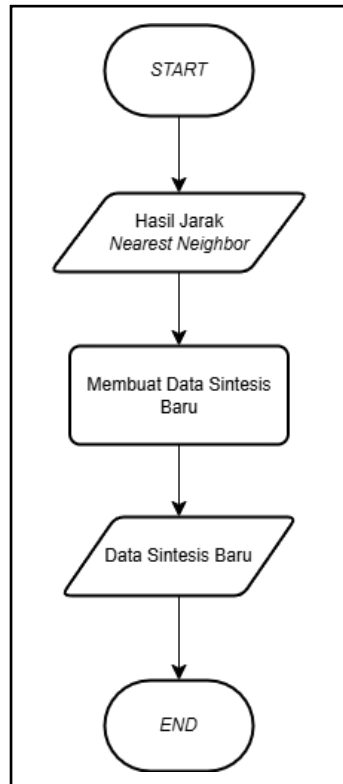 START
Hasil Jarak
Nearest Neighbor
Membuat Data Sintesis
Baru
Data Sintesis Baru
END